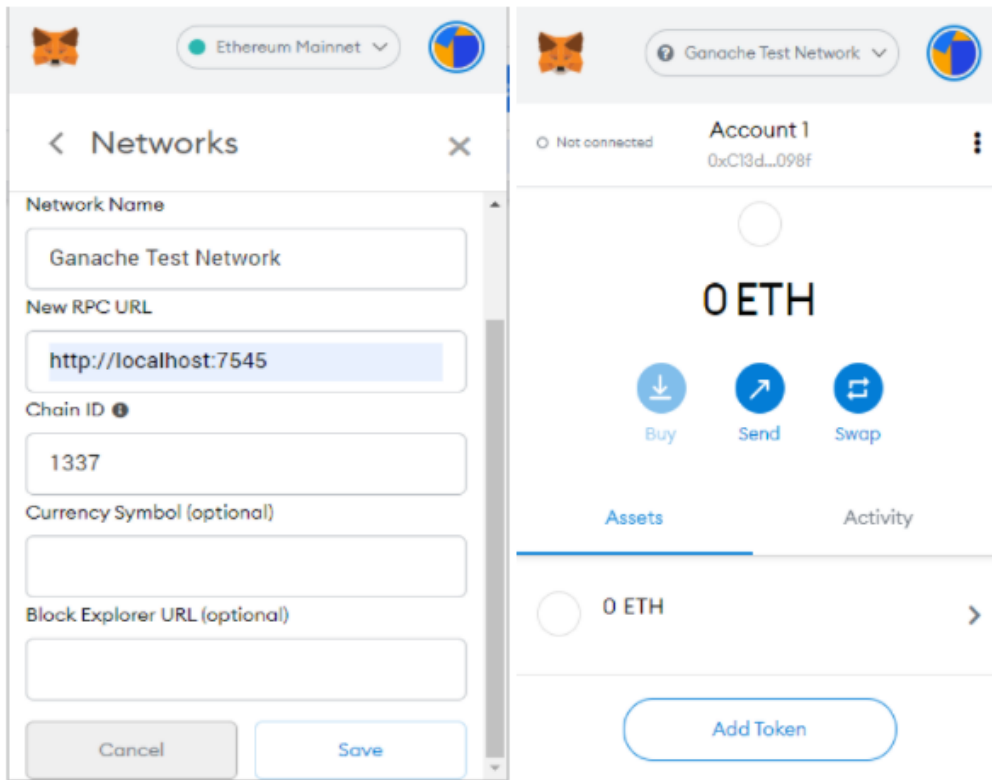 Ethereum Mainnet
Networks
Network Name
Ganache Test Network
New RPC URL
http://localhost:7545
Chain ID
1337
Currency Symbol (optional)
Block Explorer URL (optional)
Cancel
Save
Ganache Test Network
Not connected
Account 1
0xC13d...098f
0 ETH
Buy
Send
Swap
Assets
Activity
0 ETH
Add Token